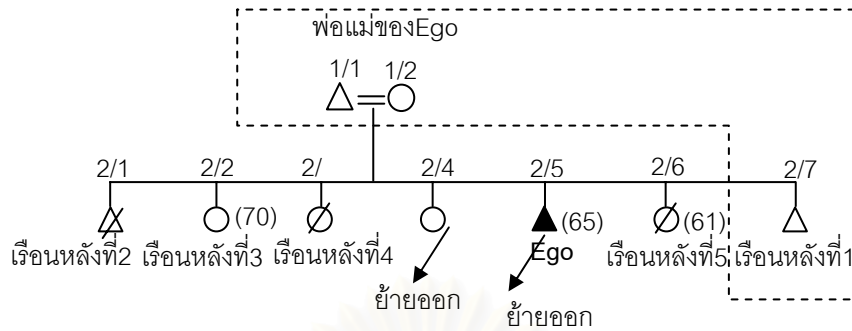 พ่อแม่ของEgo
1/1 1/2
2/1 2/2 2/ 2/4 2/5 2/6 2/7
(70) (65) (61)
เรือนหลังที่2 เรือนหลังที่3 เรือนหลังที่4 Ego เรือนหลังที่5 เรือนหลังที่1
ย้ายออก ย้ายออก